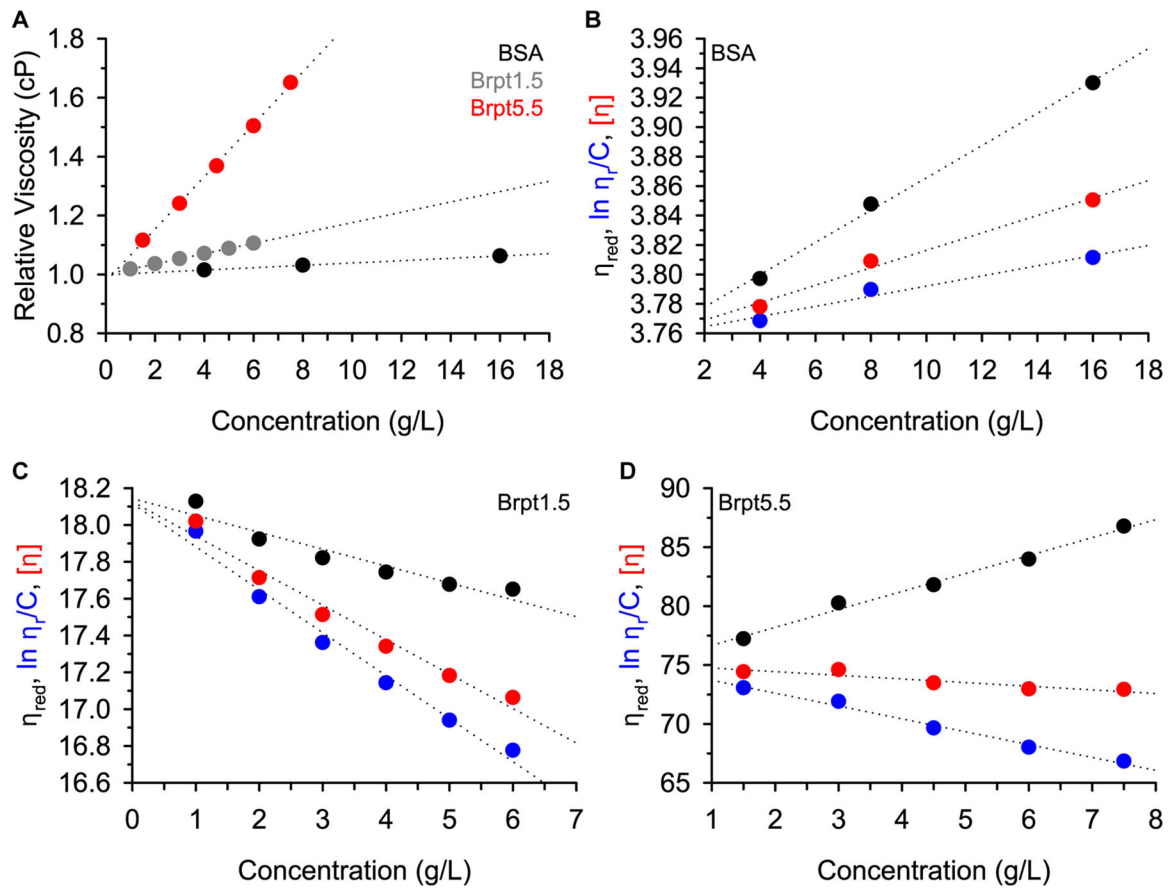 A
Relative Viscosity (cP)
1.8
1.6
1.4
1.2
1.0
0.8
BSA
Brpt1.5
Brpt5.5
0 2 4 6 8 10 12 14 16 18
Concentration (g/L)
B
ηred, ln ηr/C, [η]
3.96
3.93
3.90
3.88
3.86
3.84
3.82
3.80
3.78
3.76
BSA
2 4 6 8 10 12 14 16 18
Concentration (g/L)
C
ηred, ln ηr/C, [η]
18.2
18.0
17.8
17.6
17.4
17.2
17.0
16.8
16.6
Brpt1.5
0 1 2 3 4 5 6 7
Concentration (g/L)
D
ηred, ln ηr/C, [η]
90
85
80
75
70
65
Brpt5.5
1 2 3 4 5 6 7 8
Concentration (g/L)